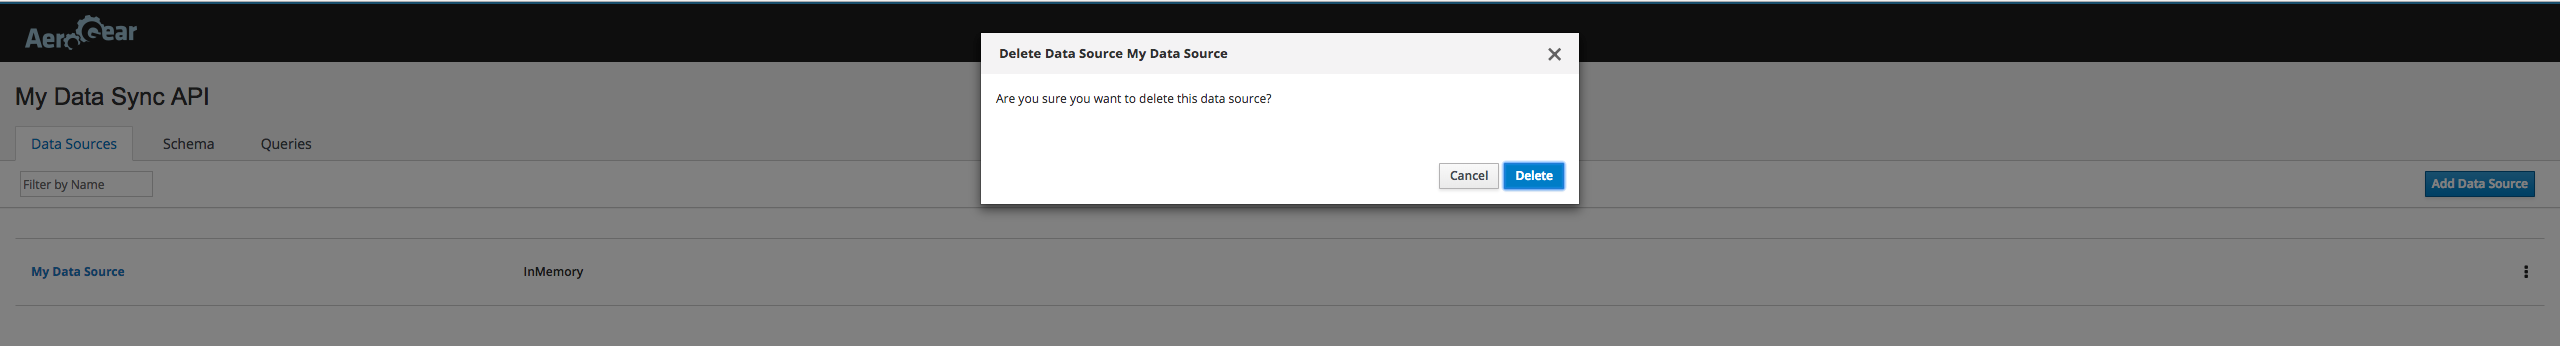 AeroGear
Delete Data Source My Data Source
Are you sure you want to delete this data source?
Cancel Delete
My Data Sync API
Data Sources Schema Queries
Filter by Name Add Data Source
My Data Source InMemory